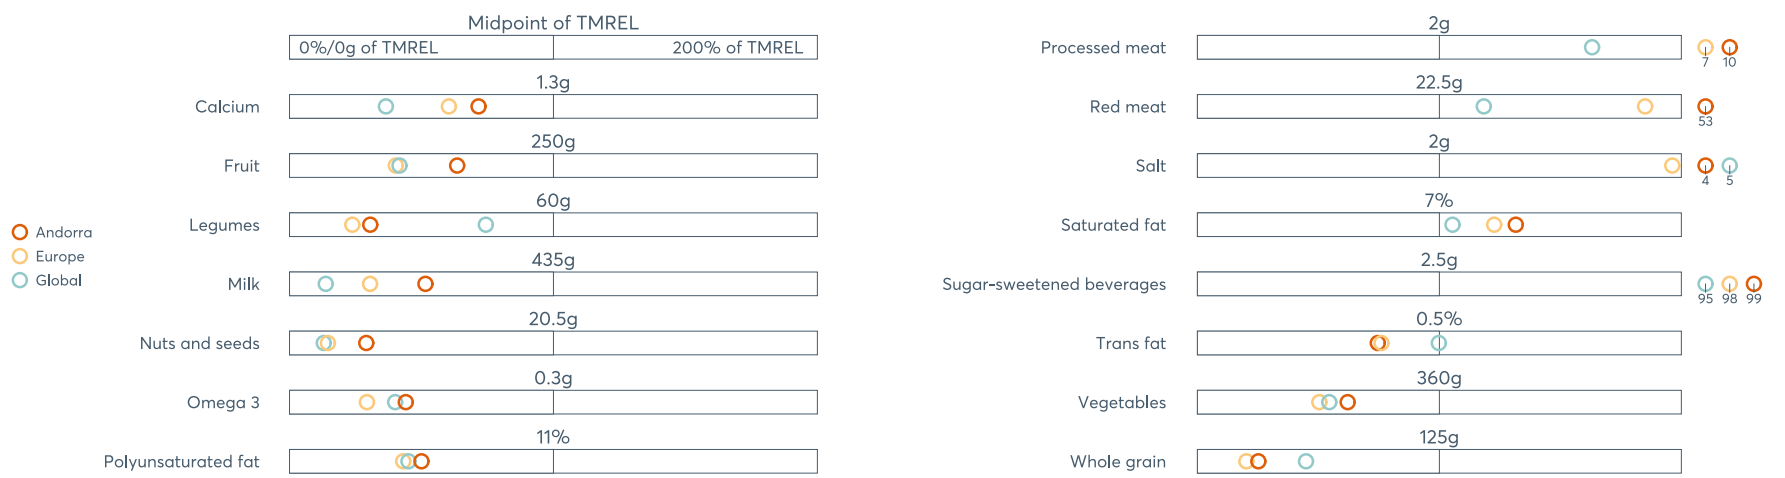 Midpoint of TMREL
0%/0g of TMREL 200% of TMREL
1.3g
Calcium
250g
Fruit
60g
Legumes
435g
Milk
20.5g
Nuts and seeds
0.3g
Omega 3
11%
Polyunsaturated fat
Andorra
Europe
Global
2g
Processed meat
7 10
22.5g
Red meat
53
2g
Salt
4 5
7%
Saturated fat
2.5g
Sugar-sweetened beverages
95 98 99
0.5%
Trans fat
360g
Vegetables
125g
Whole grain